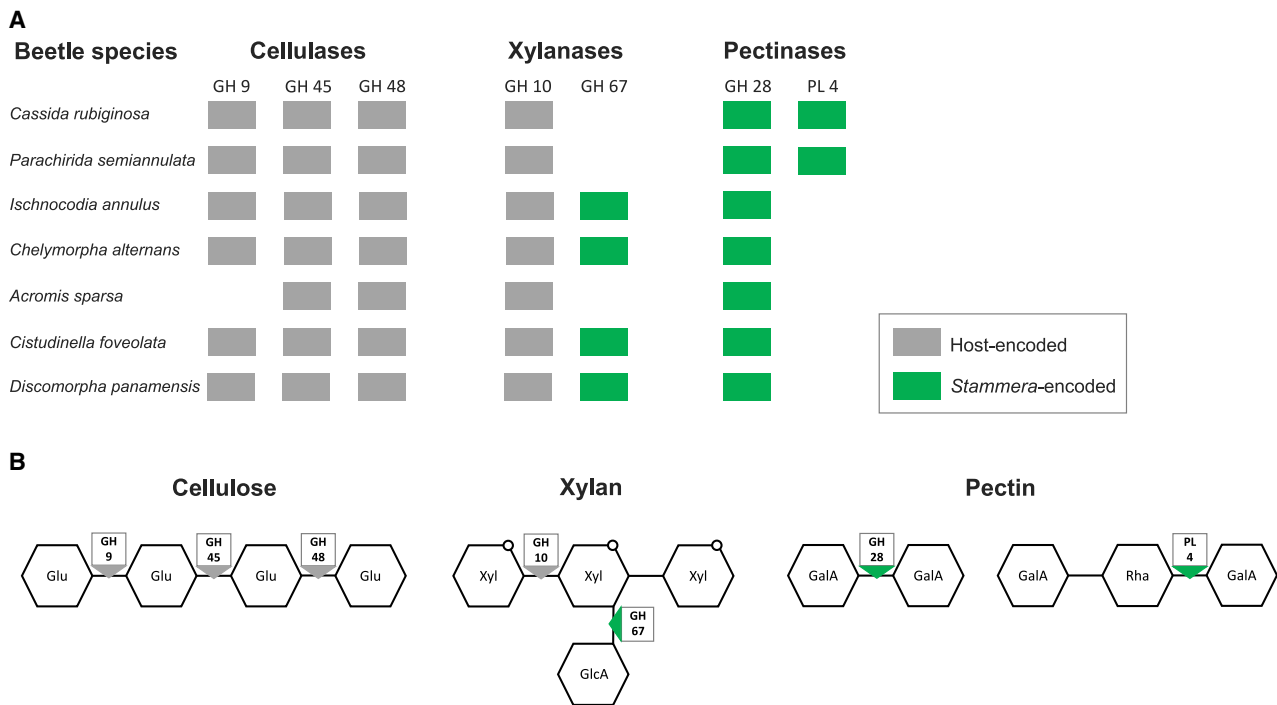 A
Beetle species Cellulases Xylanases Pectinases
GH 9 GH 45 GH 48 GH 10 GH 67 GH 28 PL 4
Cassida rubiginosa
Parachirida semiannulata
Ischnocodia annulus
Chelymorpha alternans
Acromis sparsa
Cistudinella foveolata
Discomorpha panamensis
Host-encoded
Stammera-encoded
B
Cellulose Xylan Pectin
GH GH GH GH GH PL
9 45 48 10 28 4
Glu Glu Glu Glu Xyl Xyl Xyl GalA GalA GalA Rha GalA
GH
67
GlcA